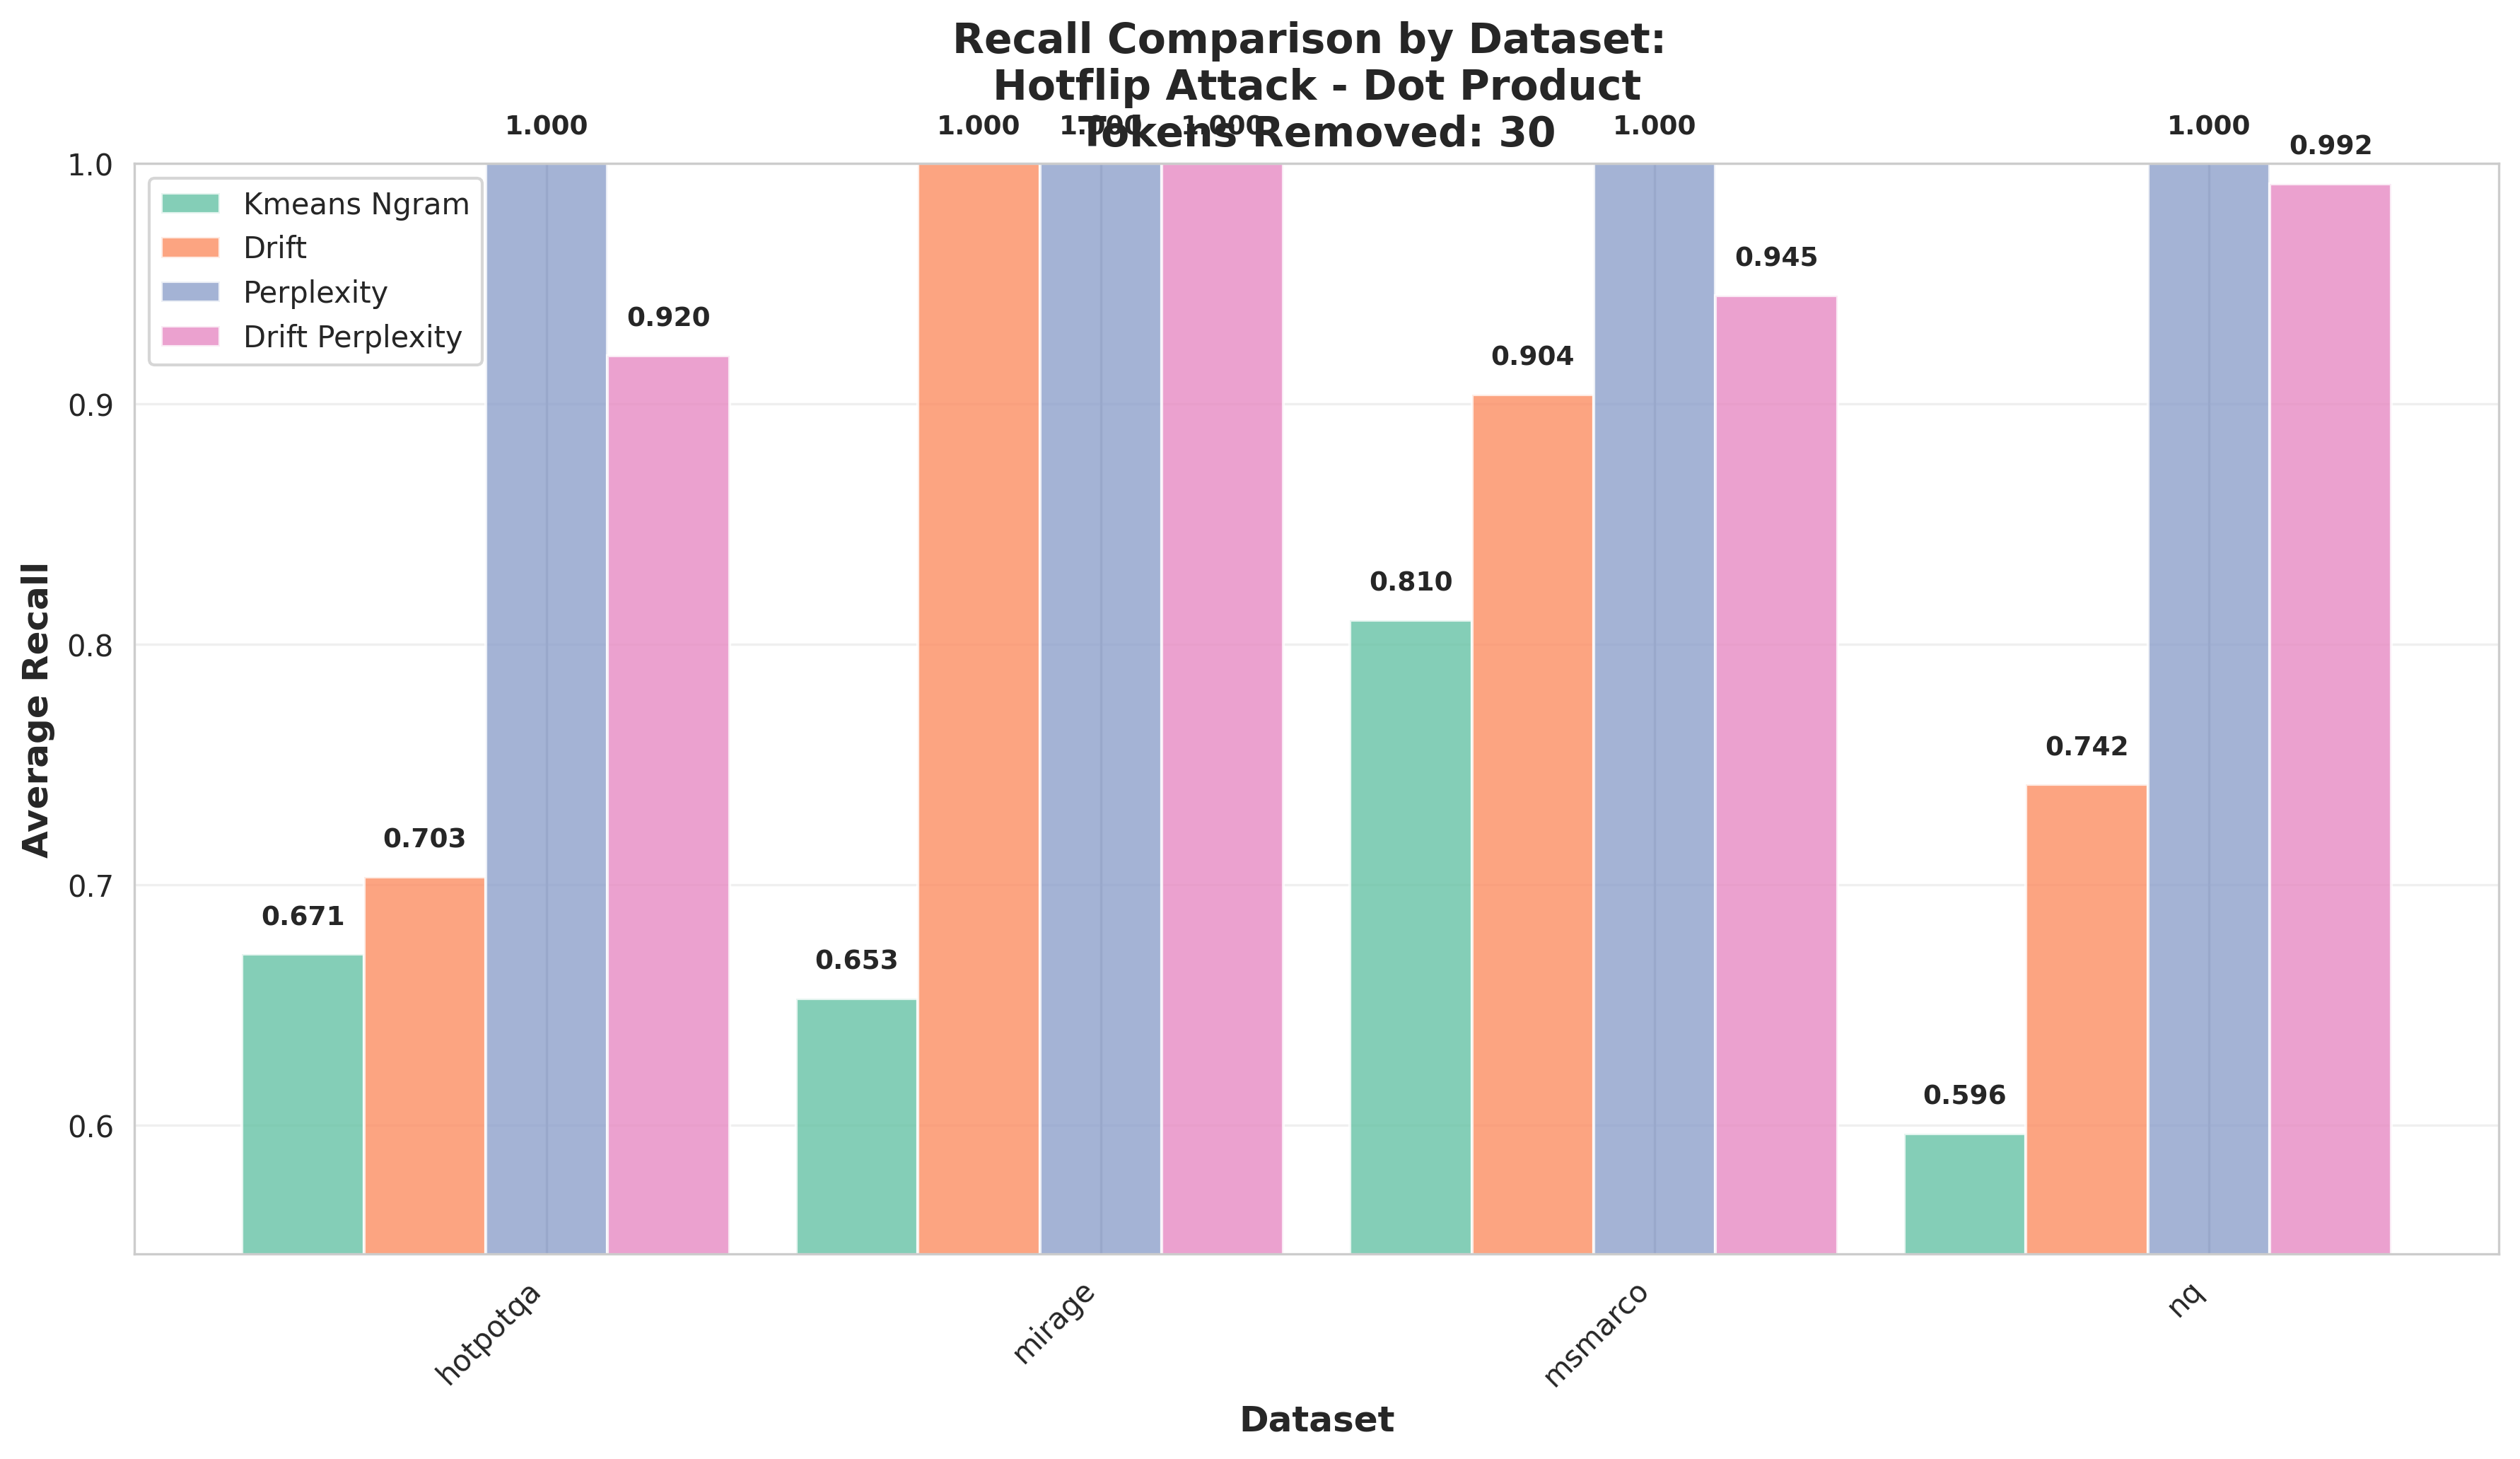 Recall Comparison by Dataset:
Hotflip Attack - Dot Product
Tokens Removed: 30
1.000
1.000
1.000
1.000
1.000
1.000
0.992
1.0
0.9
0.8
0.7
0.6
Average Recall
Kmeans Ngram
Drift
Perplexity
Drift Perplexity
0.920
0.945
0.904
0.810
0.742
0.703
0.671
0.653
0.596
hotpotqa
mirage
msmarco
nq
Dataset